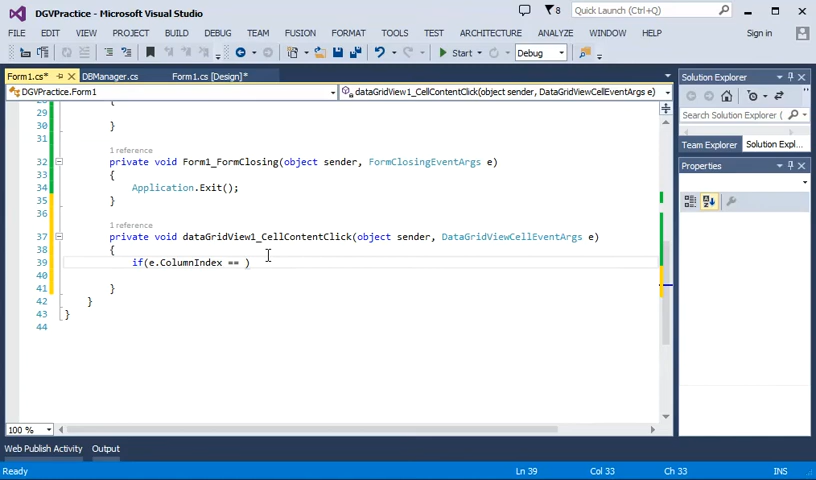 DGVPractice - Microsoft Visual Studio
8
Quick Launch (Ctrl+Q)
FILE EDIT VIEW PROJECT BUILD DEBUG TEAM FUSION FORMAT TOOLS TEST ARCHITECTURE ANALYZE WINDOW HELP
Sign in
Start Debug
Form1.cs* DBManager.cs Form1.cs [Design]*
DGVPractice.Form1 dataGridView1_CellContentClick(object sender, DataGridViewCellEventArgs e)
28 {
29
30 }
31
1 reference
32 private void Form1_FormClosing(object sender, FormClosingEventArgs e)
33 {
34 Application.Exit();
35 }
36
1 reference
37 private void dataGridView1_CellContentClick(object sender, DataGridViewCellEventArgs e)
38 {
39 if(e.ColumnIndex == )
40
41 }
42 }
43 }
44
100 %
Solution Explorer
Search Solution Explorer
Team Explorer Solution Expl...
Properties
Web Publish Activity Output
Ready Ln 39 Col 33 Ch 33 INS